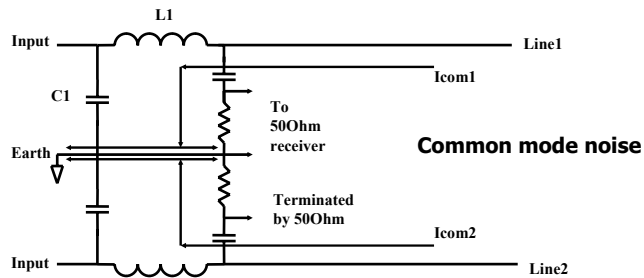 L1
Input
Line1
Icom1
C1
To
50Ohm
receiver
Earth
Common mode noise
Terminated
by 50Ohm
Icom2
Input
Line2